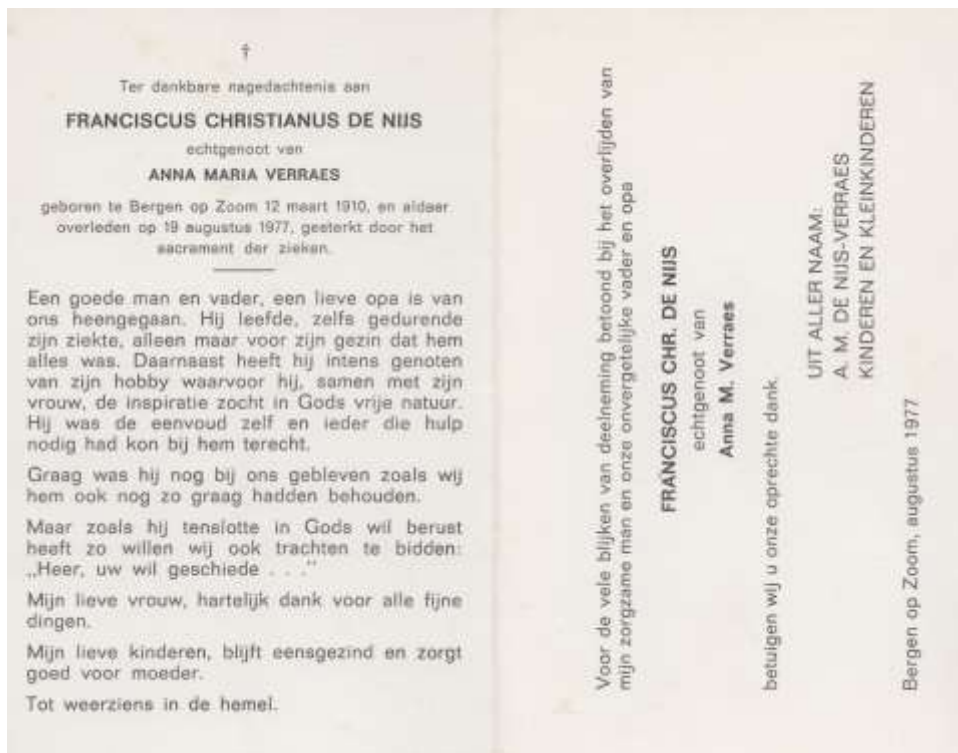 †
Ter dankbare nagedachtenis aan
FRANCISCUS CHRISTIANUS DE NIJS
echtgenoot van
ANNA MARIA VERRAES
geboren te Bergen op Zoom 12 maart 1910, en aldaar
overleden op 19 augustus 1977, gesterkt door het
sacrament der zieken.
Een goede man en vader, een lieve opa is van
ons heengegaan. Hij leefde, zelfs gedurende
zijn ziekte, alleen maar voor zijn gezin dat hem
alles was. Daarnaast heeft hij intens genoten
van zijn hobby waarvoor hij, samen met zijn
vrouw, de inspiratie zocht in Gods vrije natuur.
Hij was de eenvoud zelf en ieder die hulp
nodig had kon bij hem terecht.
Graag was hij nog bij ons gebleven zoals wij
hem ook nog zo graag hadden behouden.
Maar zoals hij tenslotte in Gods wil berust
heeft zo willen wij ook trachten te bidden:
„Heer, uw wil geschiede . . .”
Mijn lieve vrouw, hartelijk dank voor alle fijne
dingen.
Mijn lieve kinderen, blijft eensgezind en zorgt
goed voor moeder.
Tot weerziens in de hemel.
Voor de vele blijken van deelneming betoond bij het overlijden van
mijn zorgzame man en onze onvergetelijke vader en opa
FRANCISCUS CHR. DE NIJS
echtgenoot van
Anna M. Verraes
betuigen wij u onze oprechte dank.
UIT ALLER NAAM:
A. M. DE NIJS-VERRAES
KINDEREN EN KLEINKINDEREN
Bergen op Zoom, augustus 1977